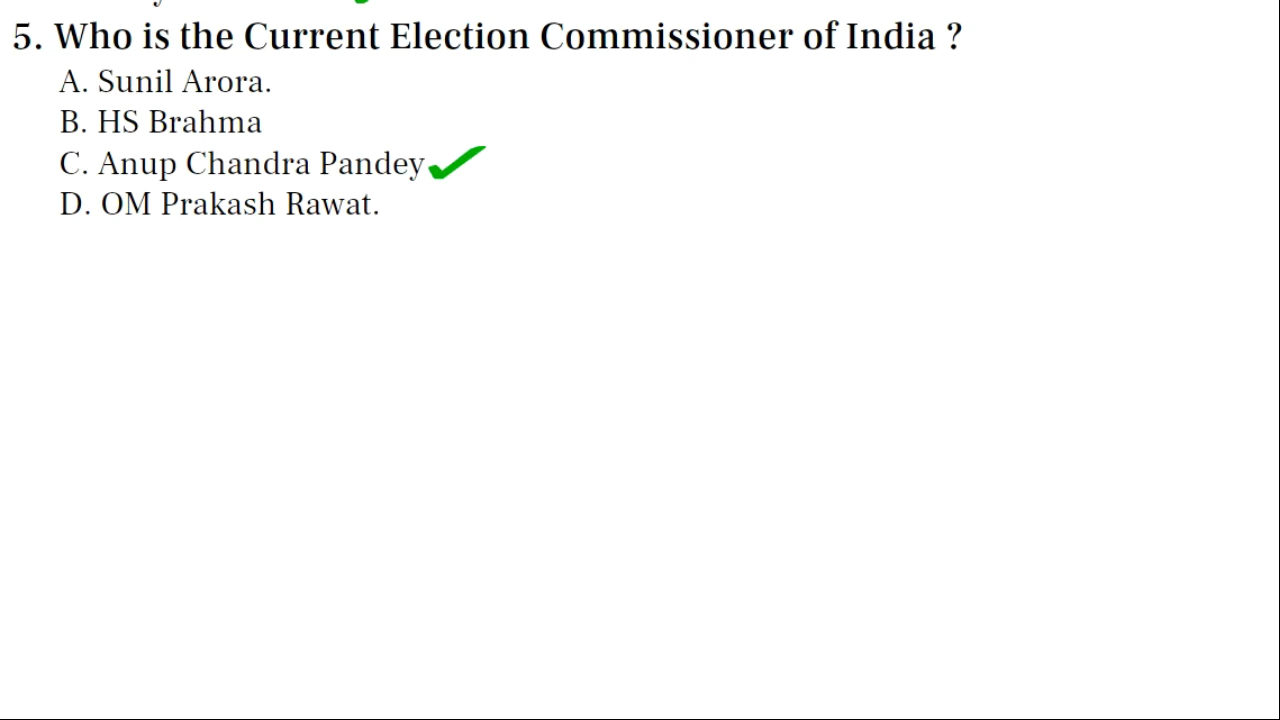 5. Who is the Current Election Commissioner of India ?
A. Sunil Arora.
B. HS Brahma
C. Anup Chandra Pandey
D. OM Prakash Rawat.